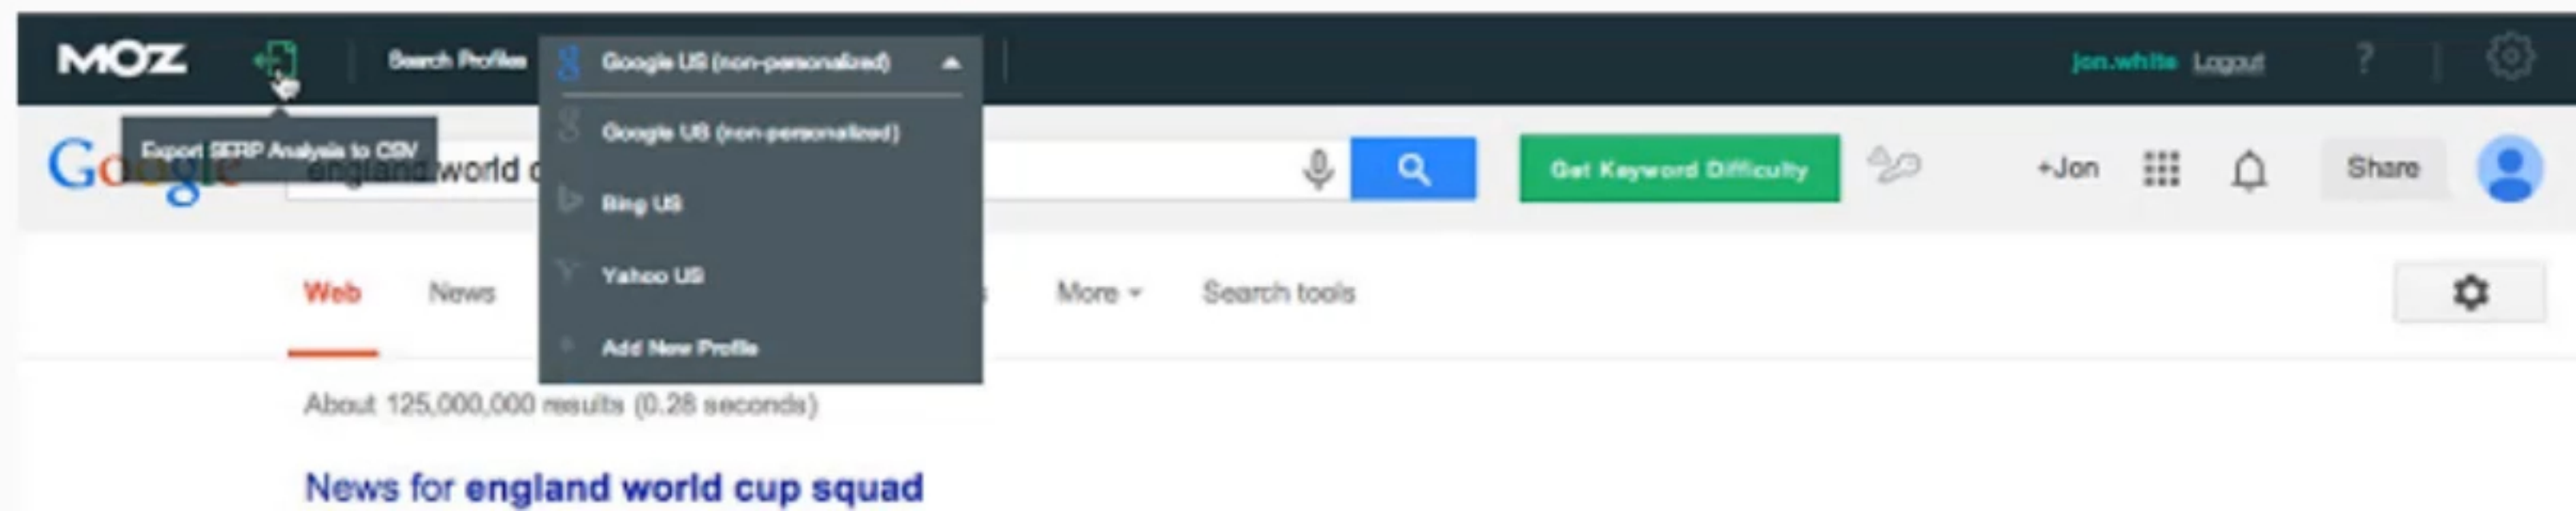 MOZ Search Profiles Google US (non-personalized) jon.white Logout ?
Export SERP Analysis to CSV
Google US (non-personalized)
Google england world c Get Keyword Difficulty +Jon Share
Bing US
Yahoo US
Web News More Search tools
Add New Profile
About 125,000,000 results (0.28 seconds)
News for england world cup squad